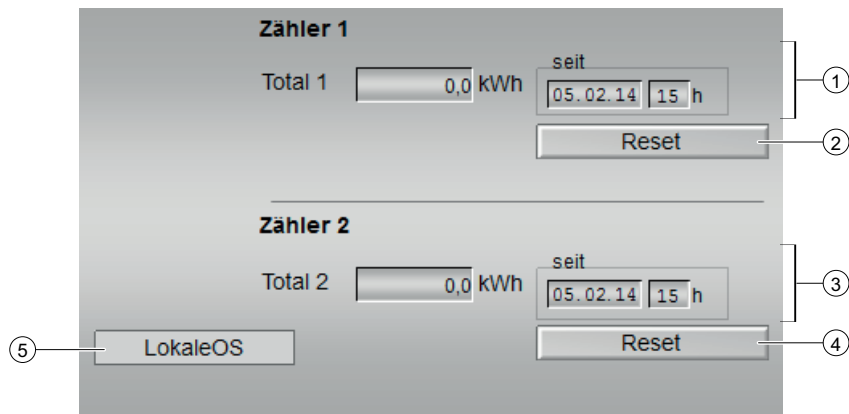 Zähler 1
seit
Total 1 0,0 kWh 05.02.14 15 h
1
Reset
2
Zähler 2
seit
Total 2 0,0 kWh 05.02.14 15 h
3
LokaleOS
Reset
4
5